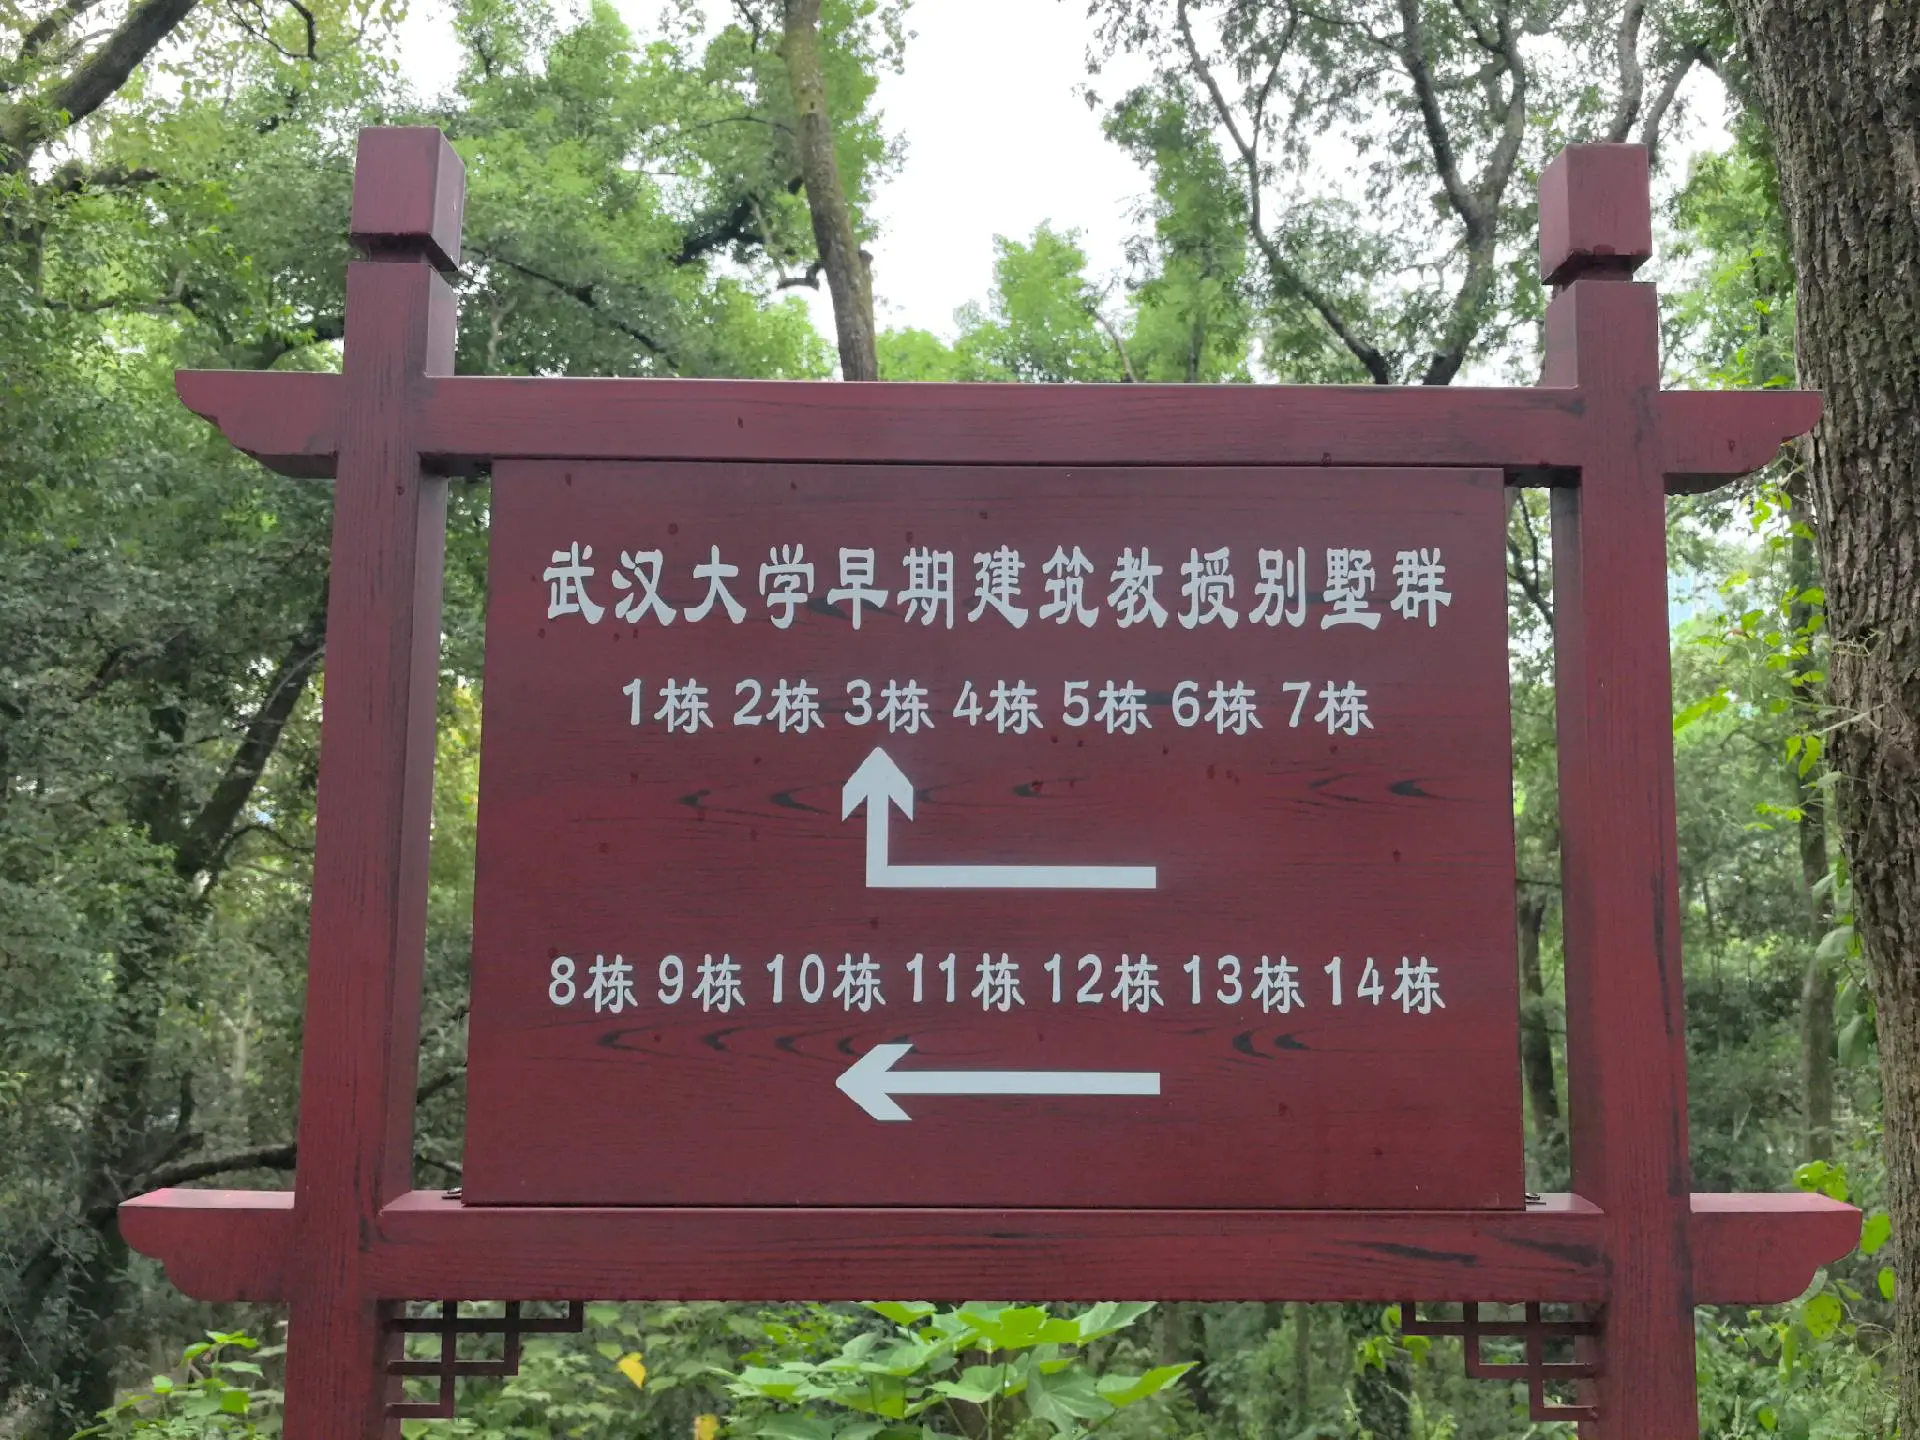 武汉大学早期建筑教授别墅群
1栋 2栋 3栋 4栋 5栋 6栋 7栋
8栋 9栋 10栋 11栋 12栋 13栋 14栋